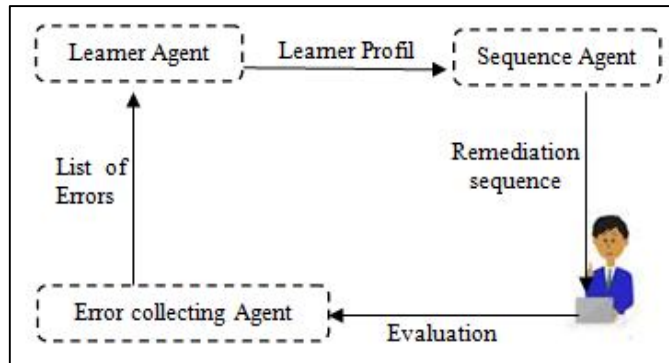 Learner Agent
Learner Profil
Sequence Agent
List of
Errors
Remediation
sequence
Error collecting Agent
Evaluation